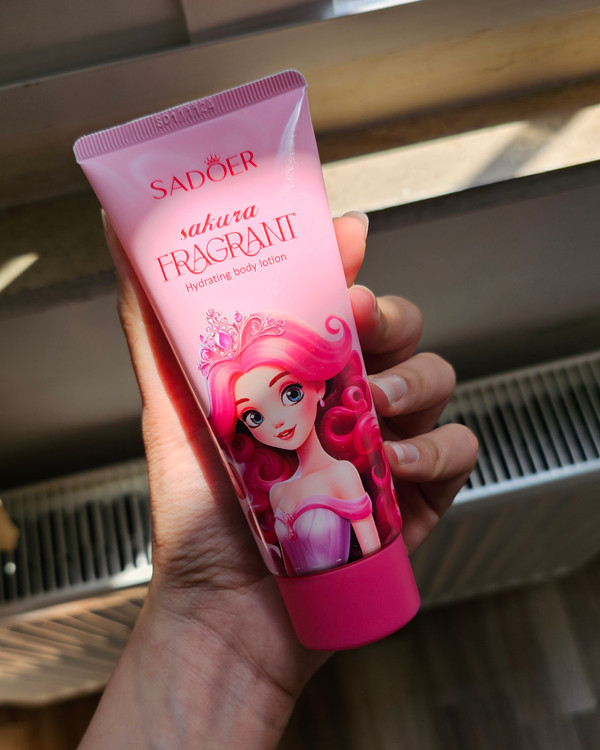 SADOER
sakura
FRAGRANT
Hydrating body lotion